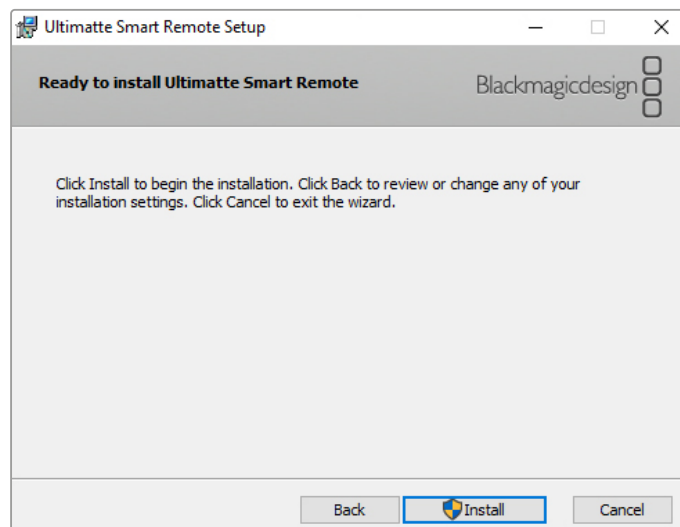 Ultimatte Smart Remote Setup
Ready to install Ultimatte Smart Remote
Blackmagicdesign
Click Install to begin the installation. Click Back to review or change any of your
installation settings. Click Cancel to exit the wizard.
Back
Install
Cancel